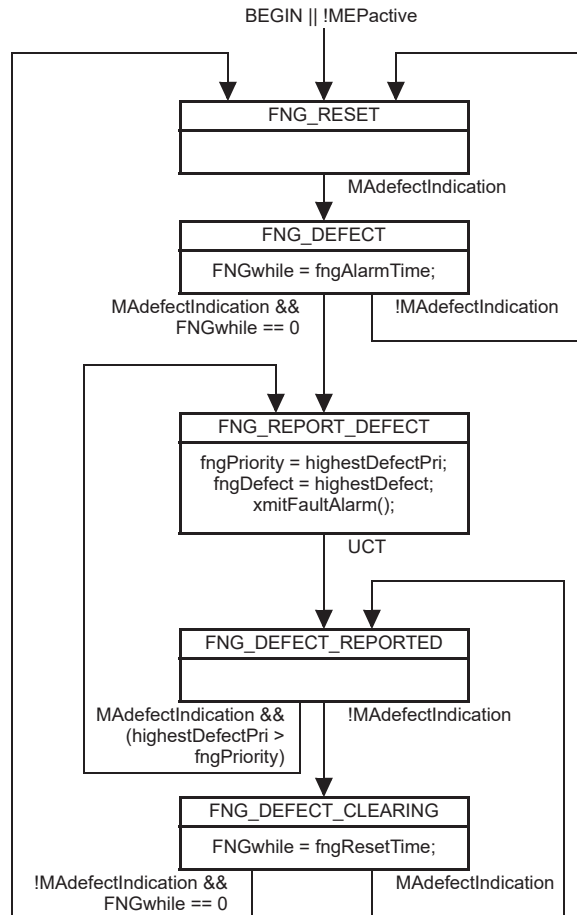 BEGIN || !MEPactive
FNG_RESET
MAdefectIndication
FNG_DEFECT
FNGwhile = fngAlarmTime;
MAdefectIndication &&
FNGwhile == 0
!MAdefectIndication
FNG_REPORT_DEFECT
fngPriority = highestDefectPri;
fngDefect = highestDefect;
xmitFaultAlarm();
UCT
FNG_DEFECT_REPORTED
MAdefectIndication &&
(highestDefectPri >
fngPriority)
!MAdefectIndication
FNG_DEFECT_CLEARING
FNGwhile = fngResetTime;
!MAdefectIndication &&
FNGwhile == 0
MAdefectIndication